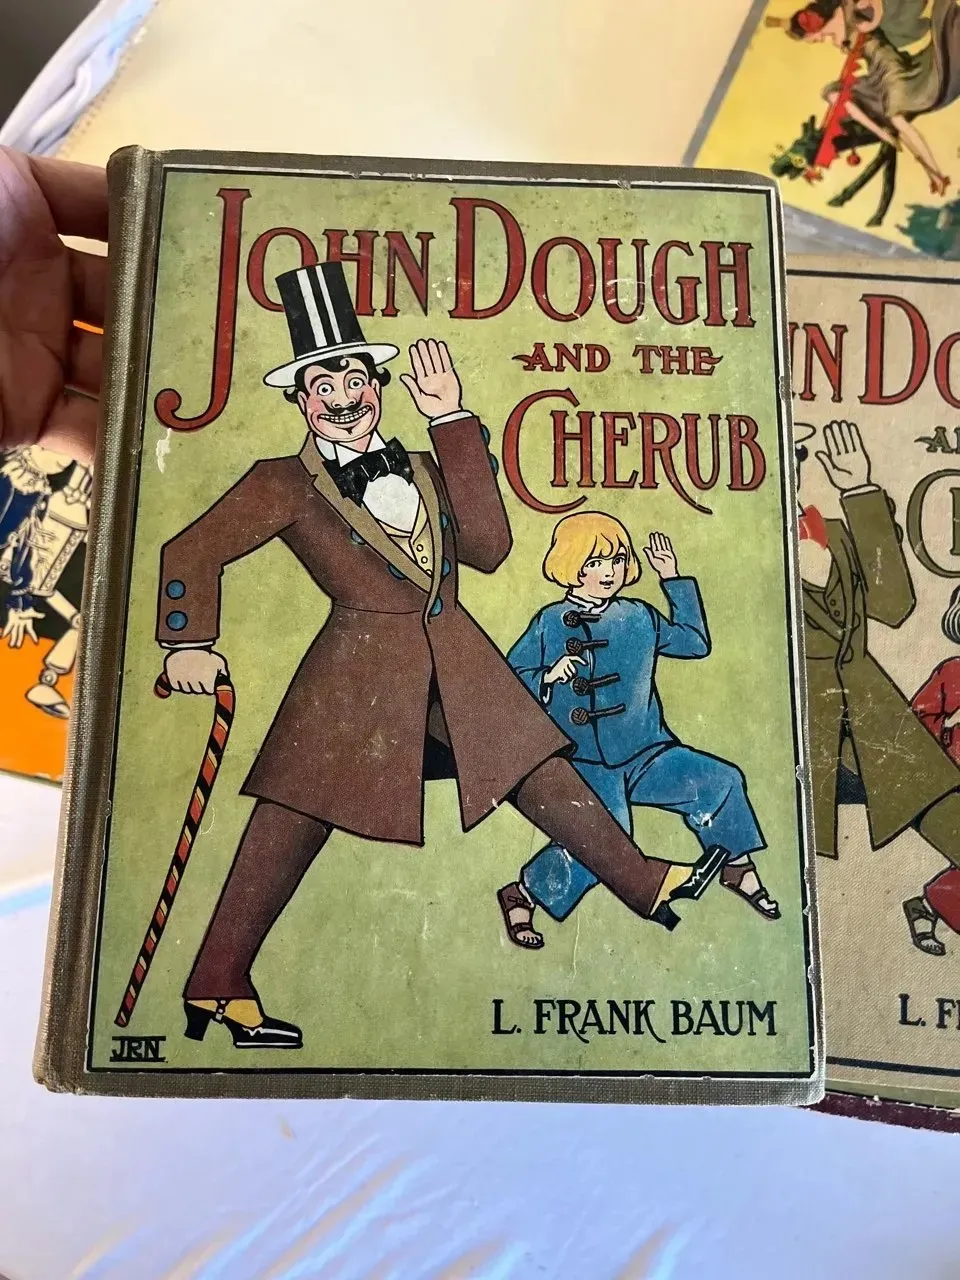 JOHN DOUGH
AND THE
CHERUB
L. FRANK BAUM
JRN
L. F